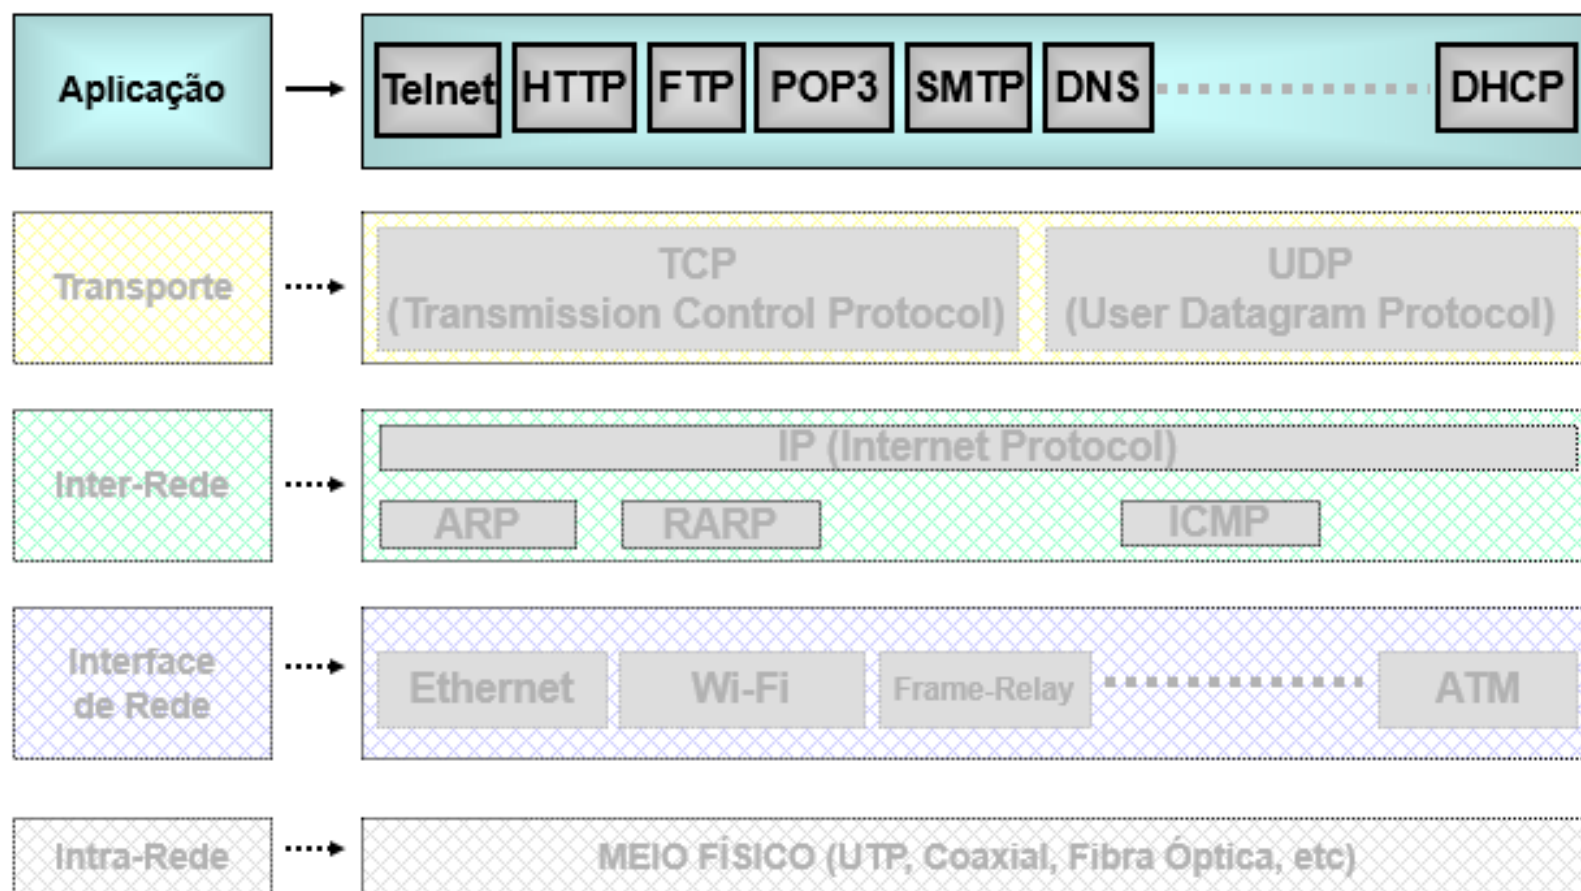 Aplicação
Telnet HTTP FTP POP3 SMTP DNS DHCP
Transporte
TCP
(Transmission Control Protocol)
UDP
(User Datagram Protocol)
Inter-Rede
IP (Internet Protocol)
ARP RARP ICMP
Interface
de Rede
Ethernet Wi-Fi Frame-Relay ATM
Intra-Rede
MEIO FÍSICO (UTP, Coaxial, Fibra Óptica, etc)